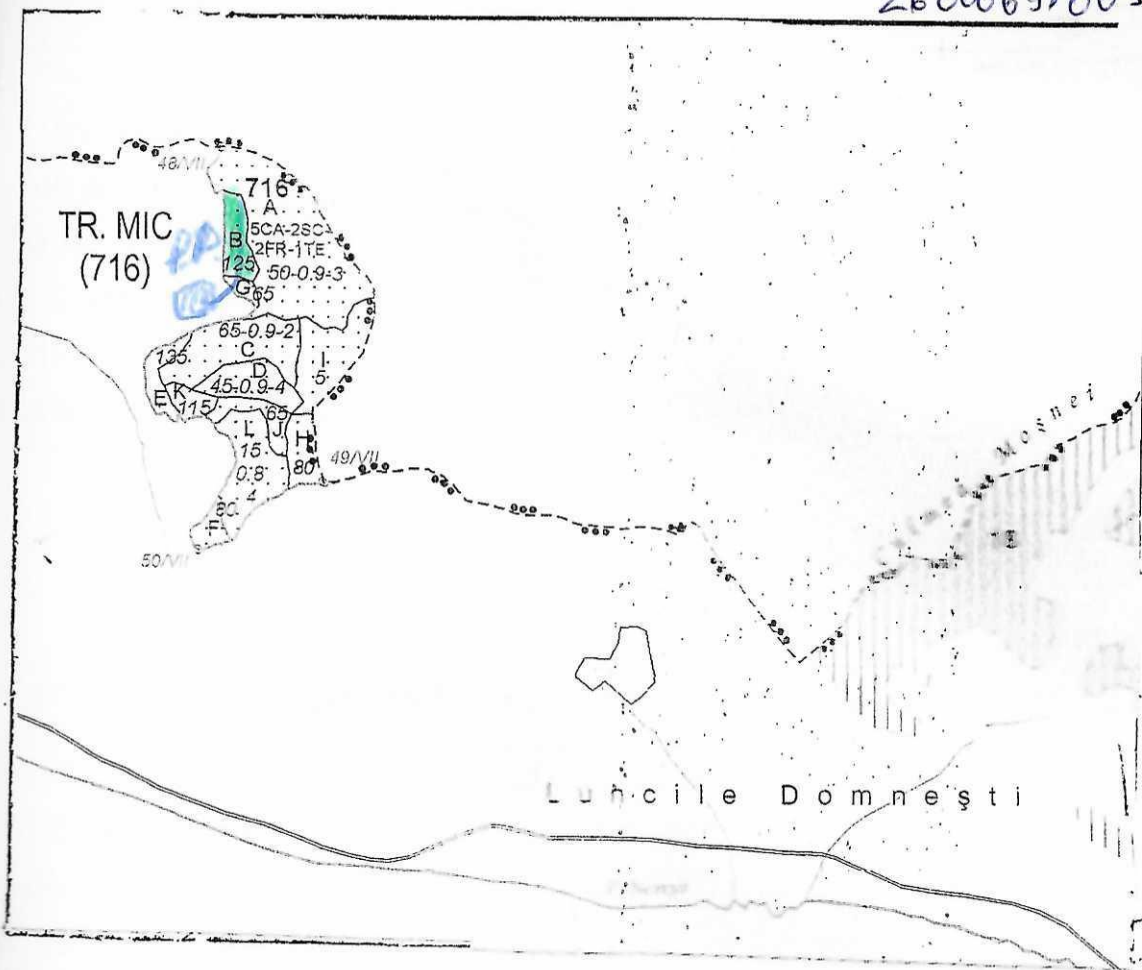 48/VII
716
A
TR. MIC
(716)
5CA-2SC-
2FR-1TE
50-0.9-3
B
125
G
65
65-0.9-2
135
C
D
I
5
45-0.9-4
E
K
115
65
L
J
H
15
0.8
4
80
49/VII
80
F
50/VII
Moșnei
Luncile Domnești